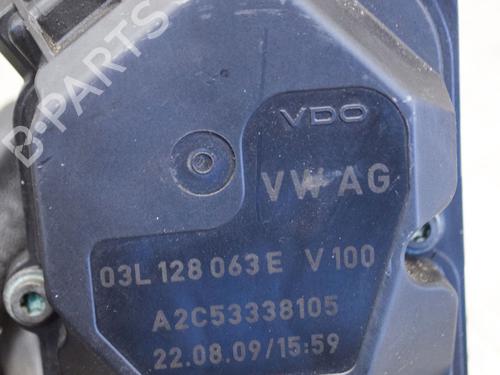 B-PARTS
VDO
VW AG
03L 128 063 E V 100
A2C53338105
22.08.09/15:59